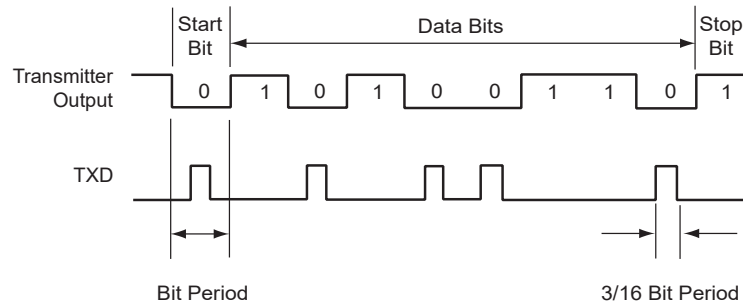 Start Bit
Data Bits
Stop Bit
Transmitter Output
0 1 0 1 0 0 1 1 0 1
TXD
Bit Period
3/16 Bit Period